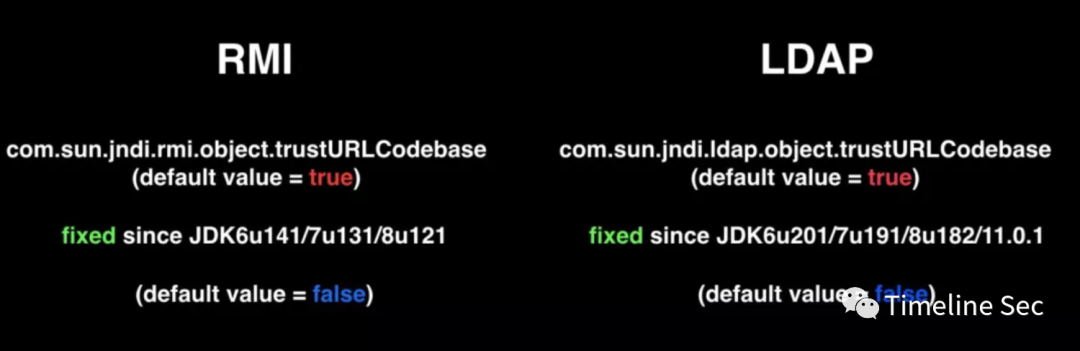 RMI
com.sun.jndi.rmi.object.trustURLCodebase
(default value = true)
fixed since JDK6u141/7u131/8u121
(default value = false)
LDAP
com.sun.jndi.ldap.object.trustURLCodebase
(default value = true)
fixed since JDK6u201/7u191/8u182/11.0.1
(default value = false)
Timeline Sec